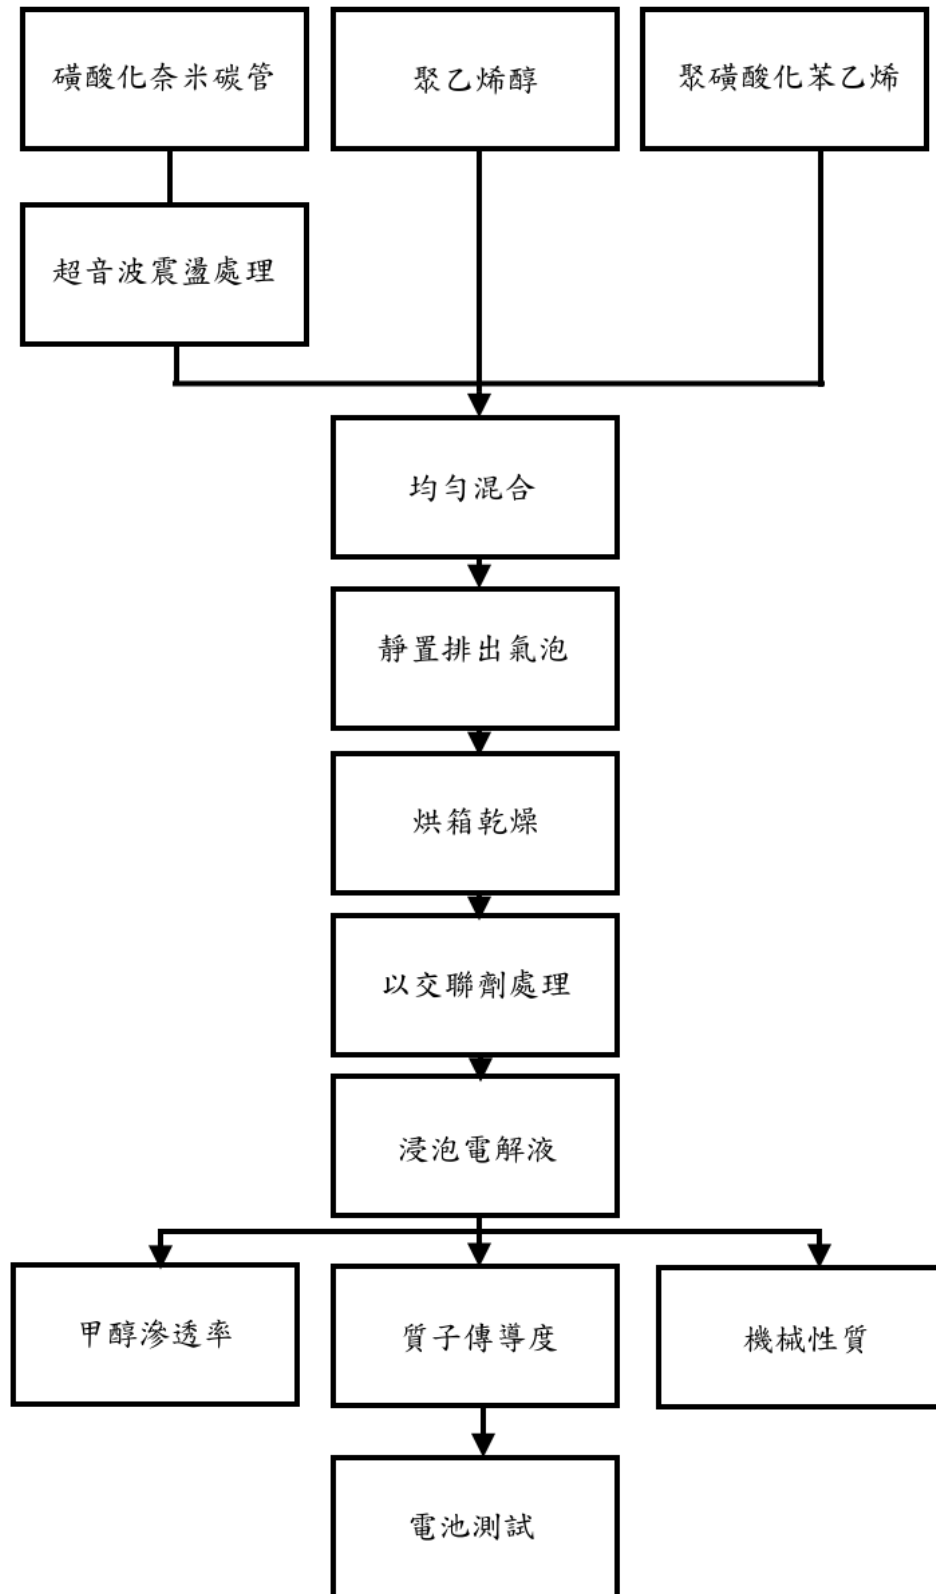 磺酸化奈米碳管
聚乙烯醇
聚磺酸化苯乙烯
超音波震盪處理
均勻混合
靜置排出氣泡
烘箱乾燥
以交聯劑處理
浸泡電解液
甲醇滲透率
質子傳導度
機械性質
電池測試